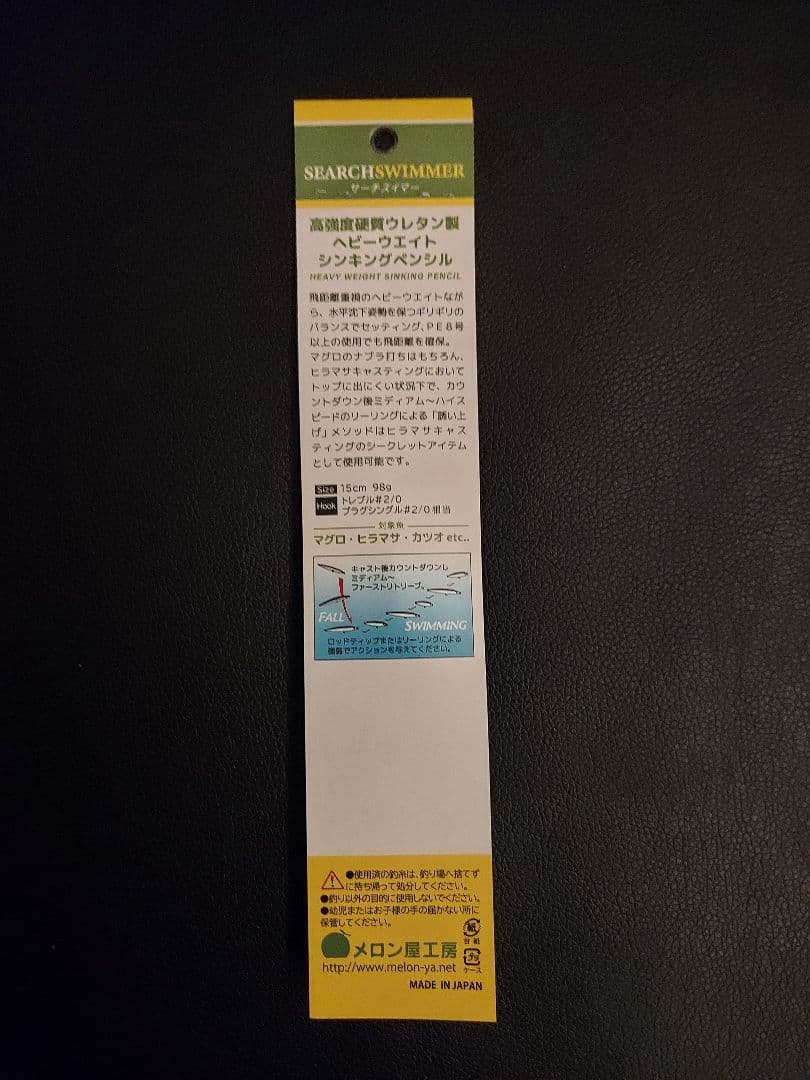 SEARCHSWIMMER
サーチスイマー
高強度硬質ウレタン製
ヘビーウエイト
シンキングペンシル
HEAVY WEIGHT SINKING PENCIL
飛距離重視のヘビーウエイトなが
ら、水平沈下姿勢を保つギリギリの
バランスでセッティング、PE8号
以上の使用でも飛距離を確保。
マグロのナブラ打ちはもちろん、
ヒラマサキャスティングにおいて
トップに出にくい状況下で、カウ
ントダウン後ミディアム〜ハイス
ピードのリーリングによる「誘い上
げ」メソッドはヒラマサキャス
ティングのシークレットアイテム
として使用可能です。
Size 15cm 98g
Hook トレブル#2/0
プラグシングル#2/0相当
対象魚
マグロ・ヒラマサ・カツオ etc..
キャスト後カウントダウンし
ミディアム〜
ファーストリトリーブ。
FALL
SWIMMING
ロッドティップまたはリーリングによる
強弱でアクションを与えてください。
●使用済の釣糸は、釣り場へ捨てず
に持ち帰って処分してください。
●釣り以外の目的に使用しないでください。
●幼児またはお子様の手の届かない所に
保管してください。
紙
台紙
メロン屋工房
プラ
ケース
http://www.melon-ya.net
MADE IN JAPAN